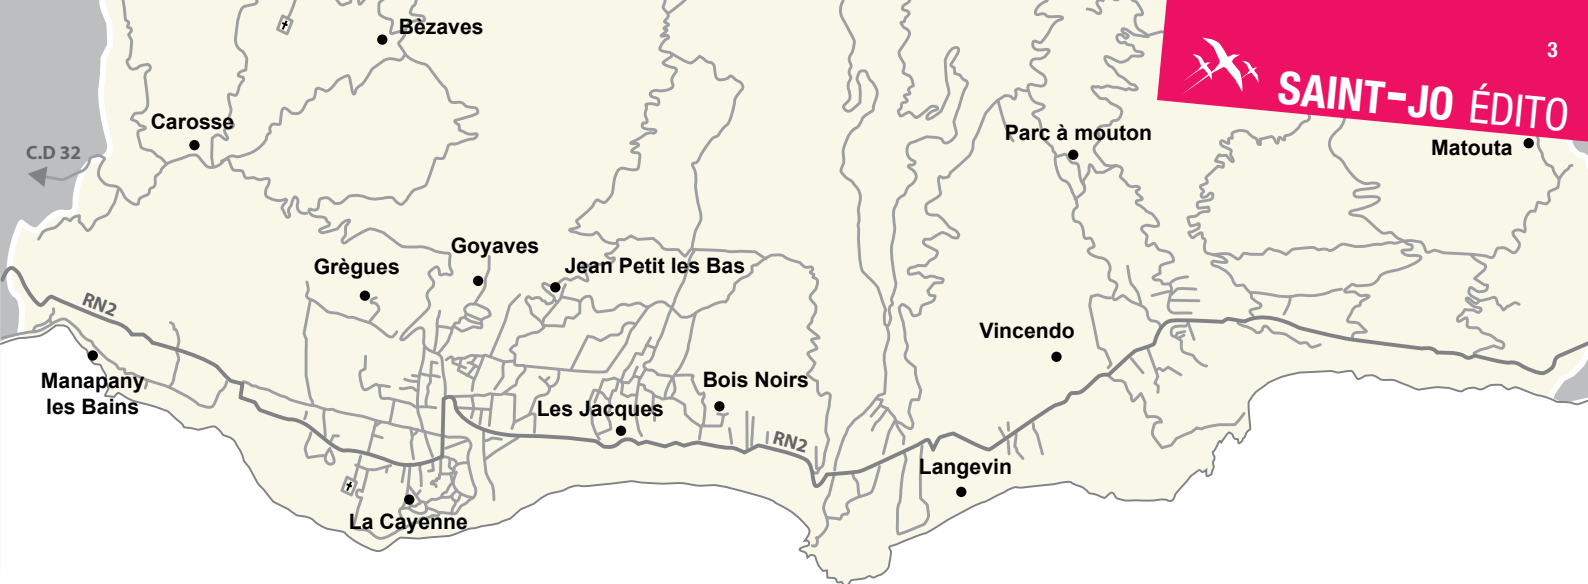 3
SAINT-JO ÉDITO
Bèzaves
Carosse
C.D 32
Parc à mouton
Matouta
Goyaves
Grègues
Jean Petit les Bas
RN2
Vincendo
Manapany
les Bains
Bois Noirs
Les Jacques
RN2
Langevin
La Cayenne